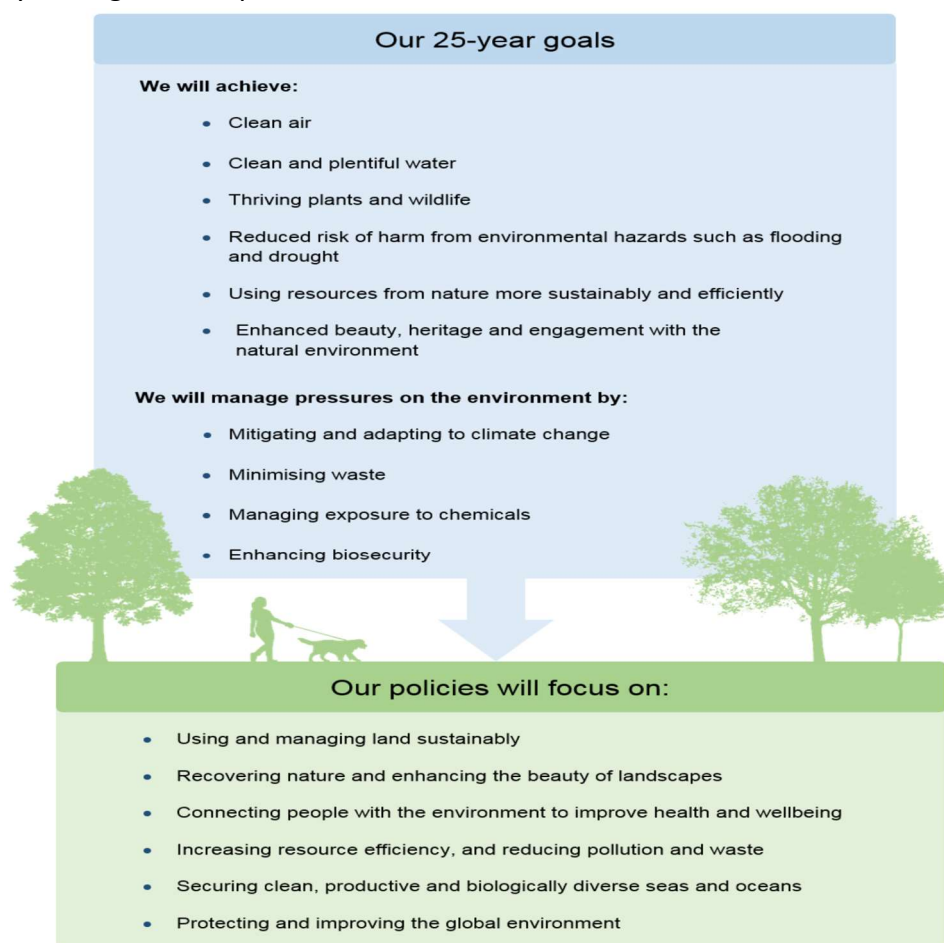 Our 25-year goals
We will achieve:
• Clean air
• Clean and plentiful water
• Thriving plants and wildlife
• Reduced risk of harm from environmental hazards such as flooding
and drought
• Using resources from nature more sustainably and efficiently
• Enhanced beauty, heritage and engagement with the
natural environment
We will manage pressures on the environment by:
• Mitigating and adapting to climate change
• Minimising waste
• Managing exposure to chemicals
• Enhancing biosecurity
Our policies will focus on:
• Using and managing land sustainably
• Recovering nature and enhancing the beauty of landscapes
• Connecting people with the environment to improve health and wellbeing
• Increasing resource efficiency, and reducing pollution and waste
• Securing clean, productive and biologically diverse seas and oceans
• Protecting and improving the global environment